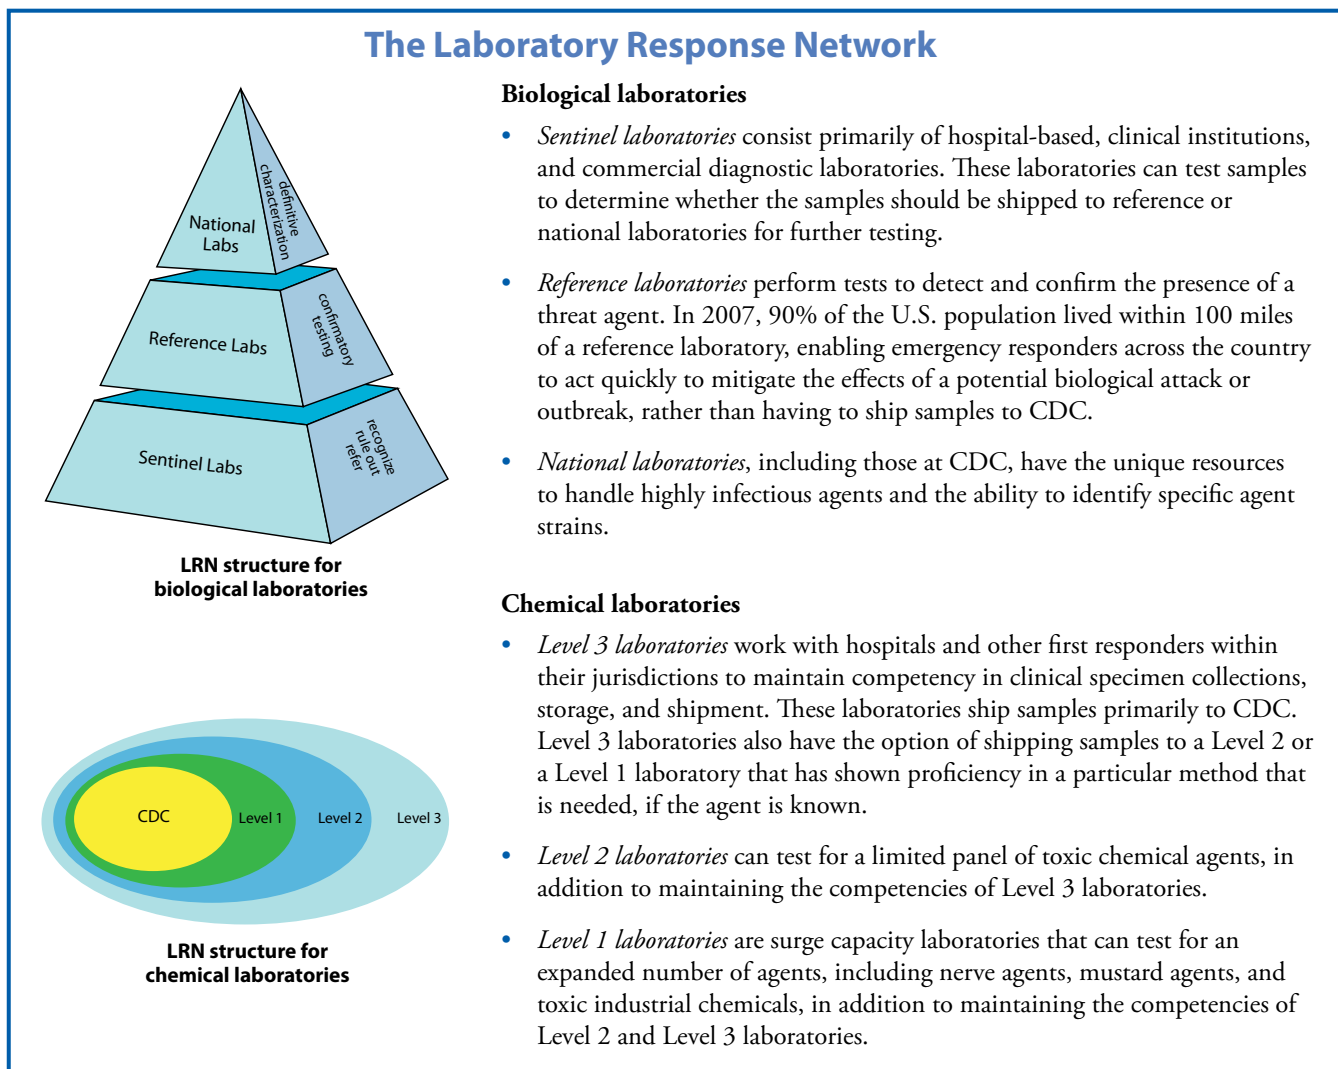 The Laboratory Response Network
National
Labs
definitive
characterization
Reference Labs
confirmatory
testing
Sentinel Labs
recognize
rule out
refer
LRN structure for
biological laboratories
Biological laboratories
• Sentinel laboratories consist primarily of hospital-based, clinical institutions,
and commercial diagnostic laboratories. These laboratories can test samples
to determine whether the samples should be shipped to reference or
national laboratories for further testing.
• Reference laboratories perform tests to detect and confirm the presence of a
threat agent. In 2007, 90% of the U.S. population lived within 100 miles
of a reference laboratory, enabling emergency responders across the country
to act quickly to mitigate the effects of a potential biological attack or
outbreak, rather than having to ship samples to CDC.
• National laboratories, including those at CDC, have the unique resources
to handle highly infectious agents and the ability to identify specific agent
strains.
CDC
Level 1
Level 2
Level 3
LRN structure for
chemical laboratories
Chemical laboratories
• Level 3 laboratories work with hospitals and other first responders within
their jurisdictions to maintain competency in clinical specimen collections,
storage, and shipment. These laboratories ship samples primarily to CDC.
Level 3 laboratories also have the option of shipping samples to a Level 2 or
a Level 1 laboratory that has shown proficiency in a particular method that
is needed, if the agent is known.
• Level 2 laboratories can test for a limited panel of toxic chemical agents, in
addition to maintaining the competencies of Level 3 laboratories.
• Level 1 laboratories are surge capacity laboratories that can test for an
expanded number of agents, including nerve agents, mustard agents, and
toxic industrial chemicals, in addition to maintaining the competencies of
Level 2 and Level 3 laboratories.